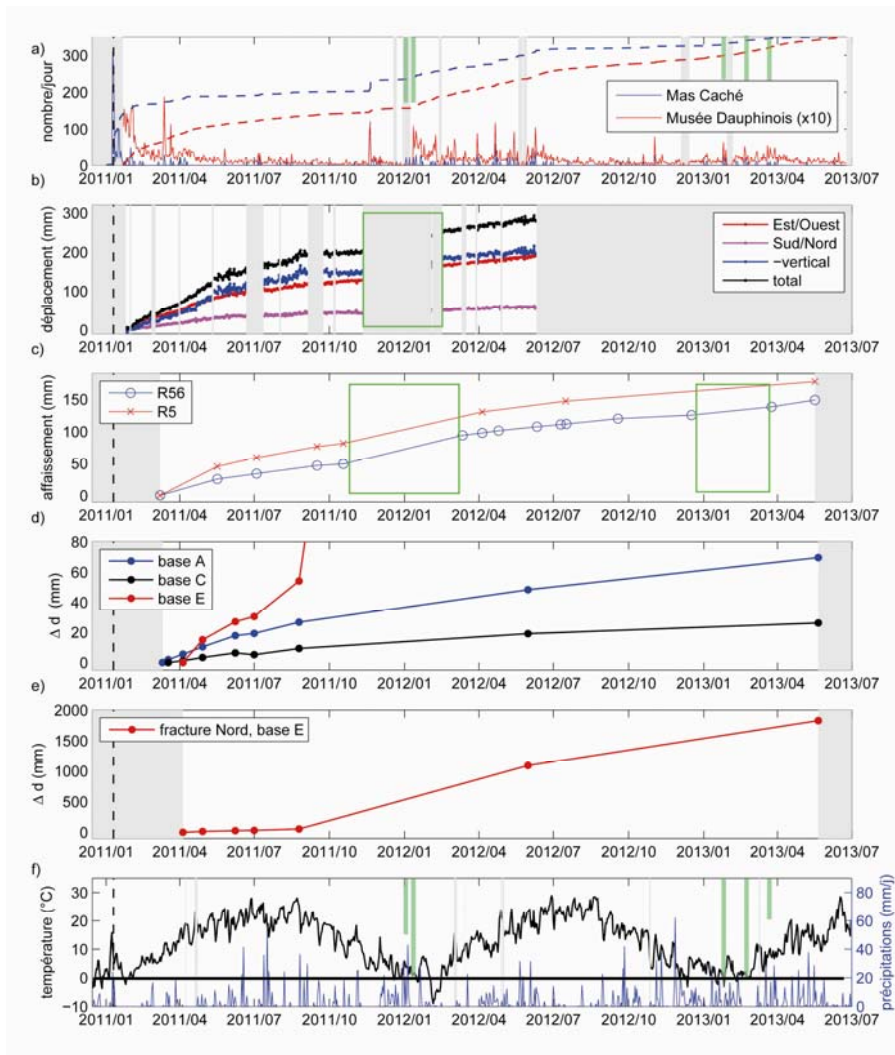 a)
300
200
100
0
nombre/jour
Mas Caché
Musée Dauphinois (x10)
2011/01 2011/04 2011/07 2011/10 2012/01 2012/04 2012/07 2012/10 2013/01 2013/04 2013/07
b)
300
200
100
0
déplacement (mm)
Est/Ouest
Sud/Nord
−vertical
total
2011/01 2011/04 2011/07 2011/10 2012/01 2012/04 2012/07 2012/10 2013/01 2013/04 2013/07
c)
150
100
50
0
affaissement (mm)
R56
R5
2011/01 2011/04 2011/07 2011/10 2012/01 2012/04 2012/07 2012/10 2013/01 2013/04 2013/07
d)
80
60
40
20
0
Δ d (mm)
base A
base C
base E
2011/01 2011/04 2011/07 2011/10 2012/01 2012/04 2012/07 2012/10 2013/01 2013/04 2013/07
e)
2000
1500
1000
500
0
Δ d (mm)
fracture Nord, base E
2011/01 2011/04 2011/07 2011/10 2012/01 2012/04 2012/07 2012/10 2013/01 2013/04 2013/07
f)
30
20
10
0
−10
température (°C)
80
60
40
20
0
précipitations (mm/j)
2011/01 2011/04 2011/07 2011/10 2012/01 2012/04 2012/07 2012/10 2013/01 2013/04 2013/07